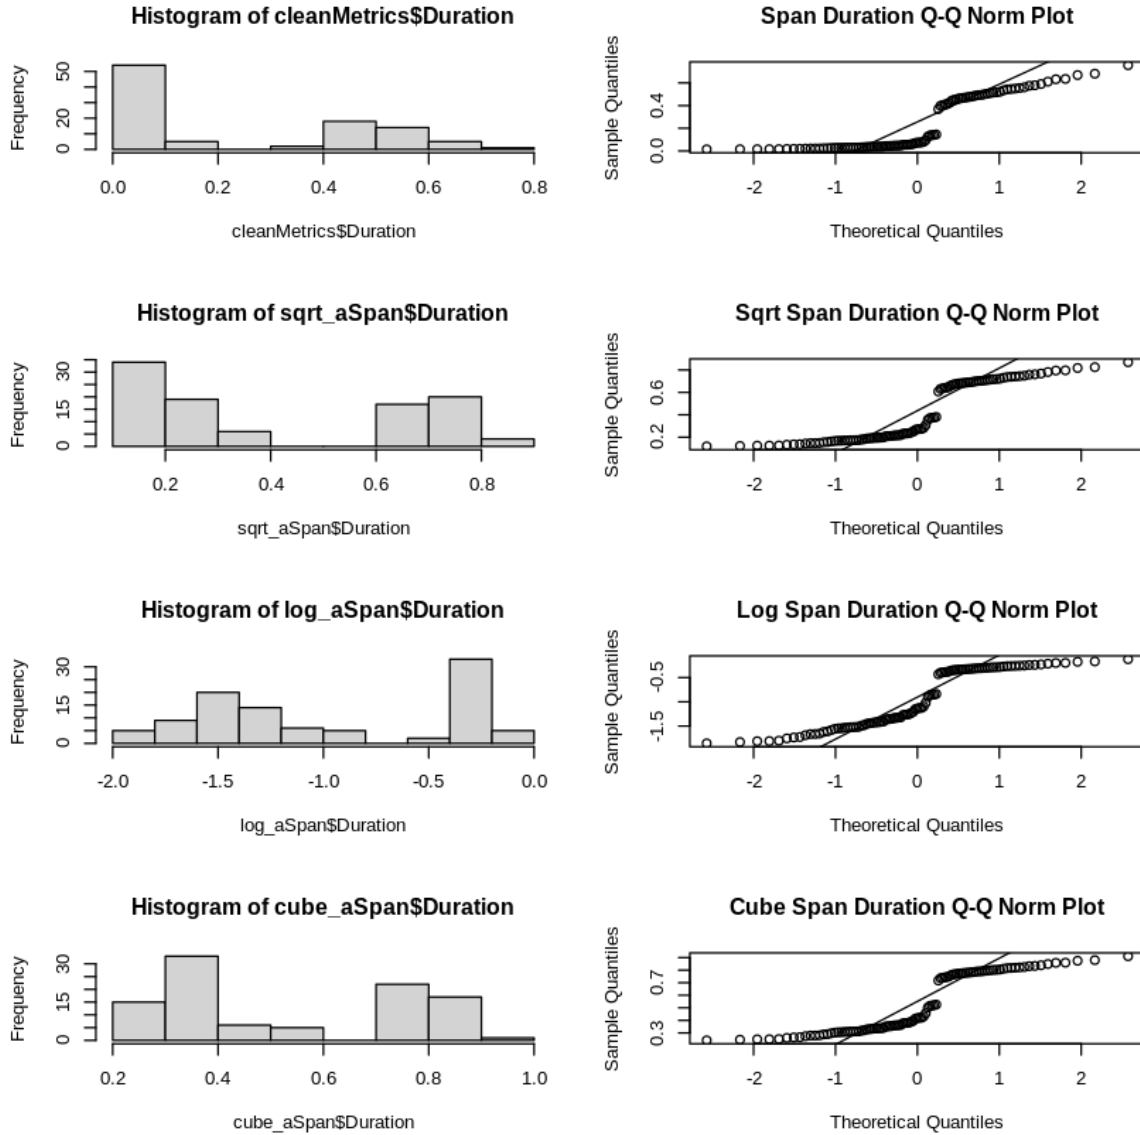 Histogram of cleanMetrics$Duration
Frequency
50
20
0
0.0 0.2 0.4 0.6 0.8
cleanMetrics$Duration
Span Duration Q-Q Norm Plot
Sample Quantiles
0.4
0.0
-2 -1 0 1 2
Theoretical Quantiles
Histogram of sqrt_aSpan$Duration
Frequency
30
15
0
0.2 0.4 0.6 0.8
sqrt_aSpan$Duration
Sqrt Span Duration Q-Q Norm Plot
Sample Quantiles
0.6
0.2
-2 -1 0 1 2
Theoretical Quantiles
Histogram of log_aSpan$Duration
Frequency
30
15
0
-2.0 -1.5 -1.0 -0.5 0.0
log_aSpan$Duration
Log Span Duration Q-Q Norm Plot
Sample Quantiles
-0.5
-1.5
-2 -1 0 1 2
Theoretical Quantiles
Histogram of cube_aSpan$Duration
Frequency
30
15
0
0.2 0.4 0.6 0.8 1.0
cube_aSpan$Duration
Cube Span Duration Q-Q Norm Plot
Sample Quantiles
0.7
0.3
-2 -1 0 1 2
Theoretical Quantiles